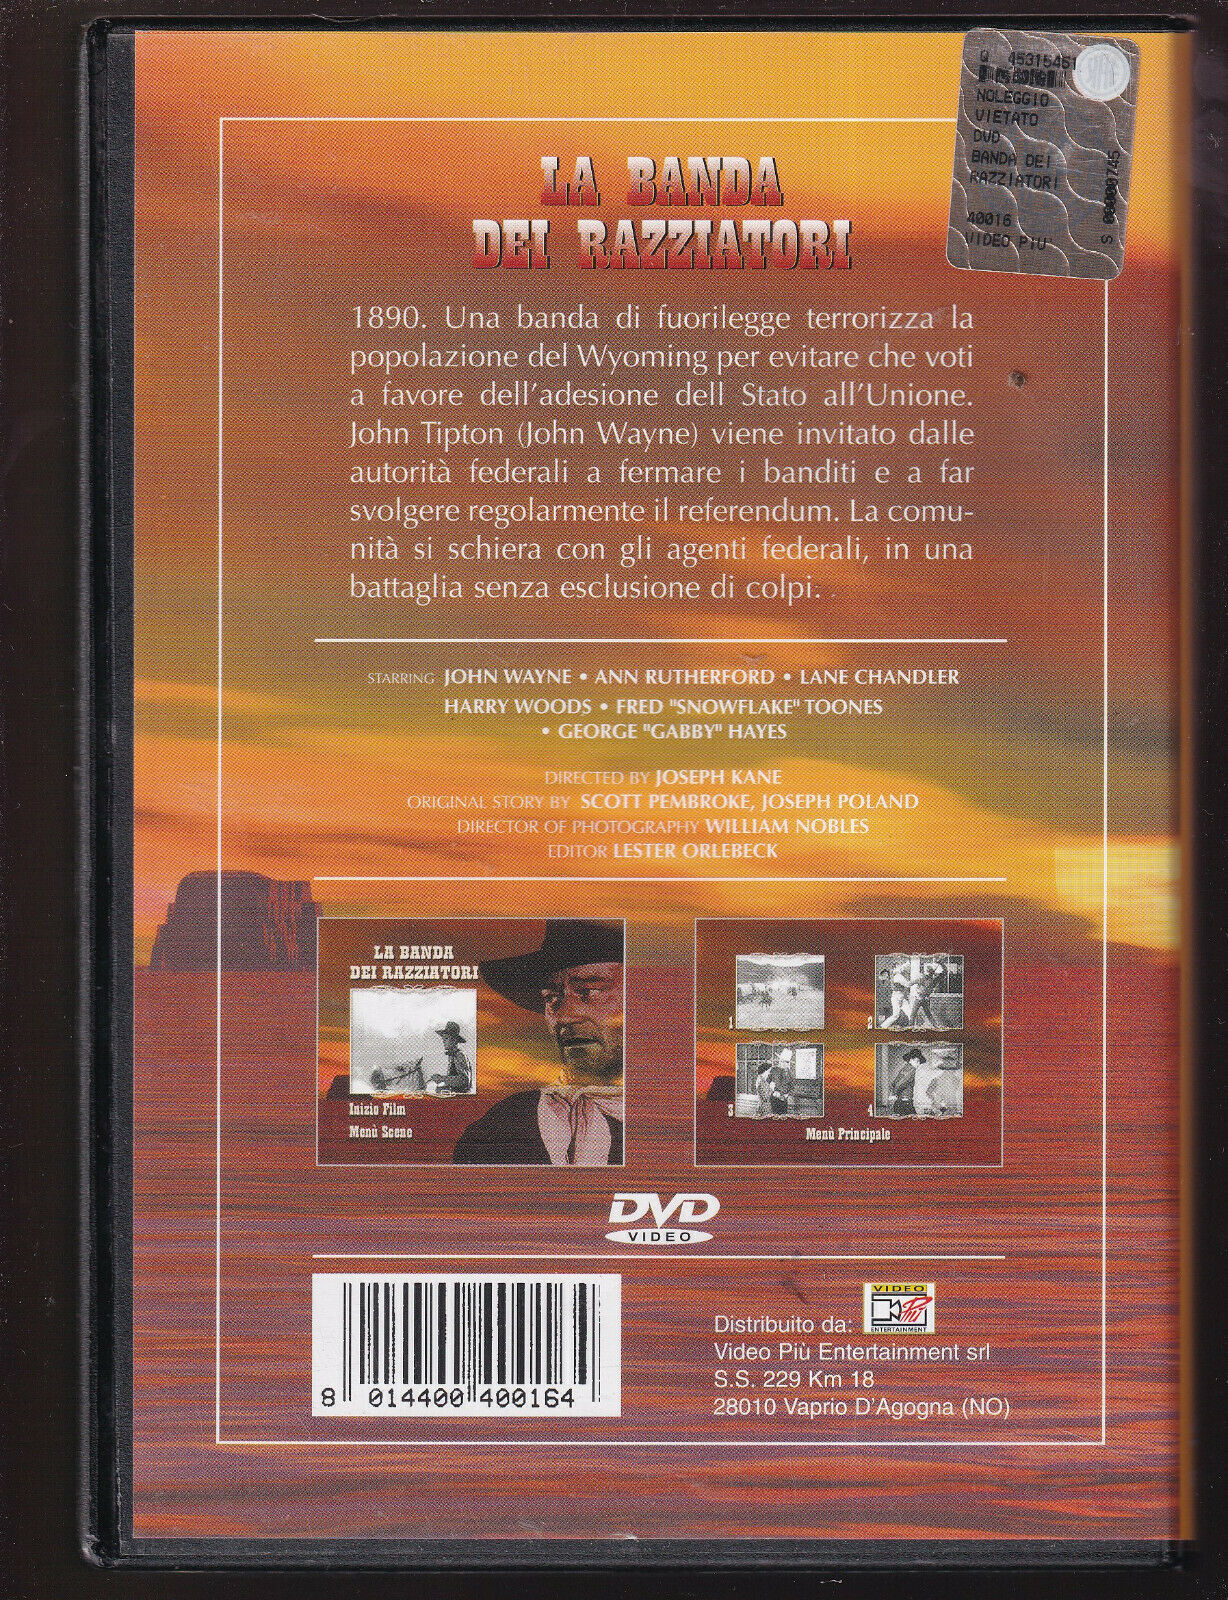 Q 45315451
NOLEGGIO
VIETATO
DVD
BANDA DEI
RAZZIATORI
40016
VIDEO PIU'
S 00000745
LA BANDA
DEI RAZZIATORI
1890. Una banda di fuorilegge terrorizza la
popolazione del Wyoming per evitare che voti
a favore dell'adesione dell Stato all'Unione.
John Tipton (John Wayne) viene invitato dalle
autorità federali a fermare i banditi e a far
svolgere regolarmente il referendum. La comu-
nità si schiera con gli agenti federali, in una
battaglia senza esclusione di colpi.
STARRING JOHN WAYNE • ANN RUTHERFORD • LANE CHANDLER
HARRY WOODS • FRED "SNOWFLAKE" TOONES
• GEORGE "GABBY" HAYES
DIRECTED BY JOSEPH KANE
ORIGINAL STORY BY SCOTT PEMBROKE, JOSEPH POLAND
DIRECTOR OF PHOTOGRAPHY WILLIAM NOBLES
EDITOR LESTER ORLEBECK
LA BANDA
DEI RAZZIATORI
Inizio Film
Menù Scene
1
2
3
4
Menù Principale
DVD
VIDEO
8 014400 400164
VIDEO
Più
ENTERTAINMENT
Distribuito da:
Video Più Entertainment srl
S.S. 229 Km 18
28010 Vaprio D'Agogna (NO)